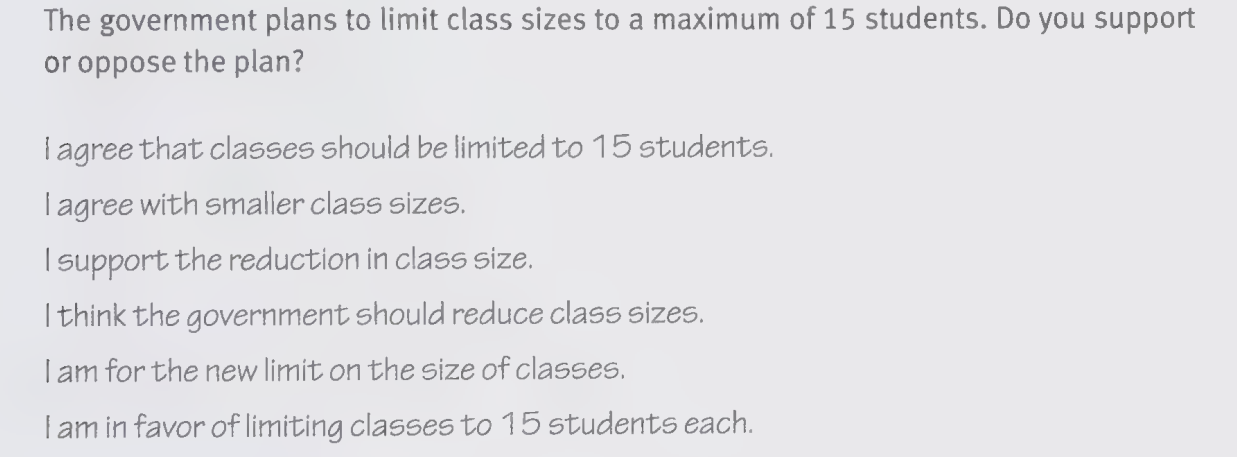 The government plans to limit class sizes to a maximum of 15 students. Do you support
or oppose the plan?
I agree that classes should be limited to 15 students.
I agree with smaller class sizes.
I support the reduction in class size.
I think the government should reduce class sizes.
I am for the new limit on the size of classes.
I am in favor of limiting classes to 15 students each.